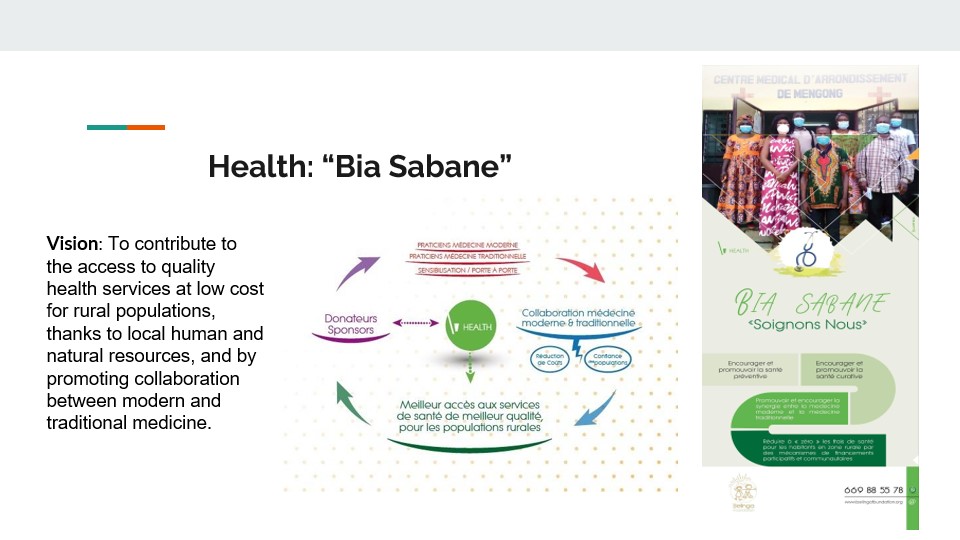 Health: “Bia Sabane”
Vision: To contribute to
the access to quality
health services at low cost
for rural populations,
thanks to local human and
natural resources, and by
promoting collaboration
between modern and
traditional medicine.
PRATICIENS MÉDECINE MODERNE
PRATICIENS MÉDECINE TRADITIONNELLE
SENSIBILISATION / PORTE À PORTE
Donateurs
Sponsors
HEALTH
Collaboration médécine
moderne & traditionnelle
Réduction
de Coûts
Confiance
des populations
Meilleur accès aux services
de santé de meilleur qualité,
pour les populations rurales
CENTRE MEDICAL D'ARRONDISSEMENT
DE MENGONG
HEALTH
BIA SABANE
«Soignons Nous»
Encourager et
promouvoir la santé
préventive
Encourager et
promouvoir la
santé curative
Promouvoir et encourager la
synergie entre la médecine
moderne et la médecine
traditionnelle
Réduire à « zéro » les frais de santé
pour les habitants en zone rurale par
des mécanismes de financements
participatifs et communautaires
669 88 55 78